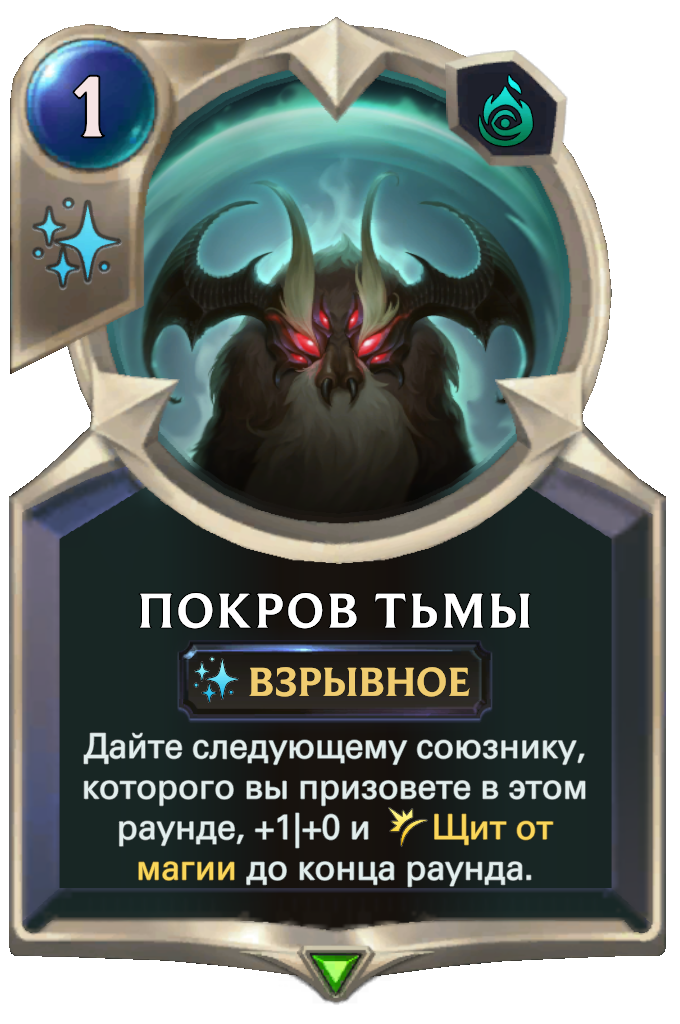 1
ПОКРОВ ТЬМЫ
ВЗРЫВНОЕ
Дайте следующему союзнику,
которого вы призовете в этом
раунде, +1|+0 и Щит от
магии до конца раунда.